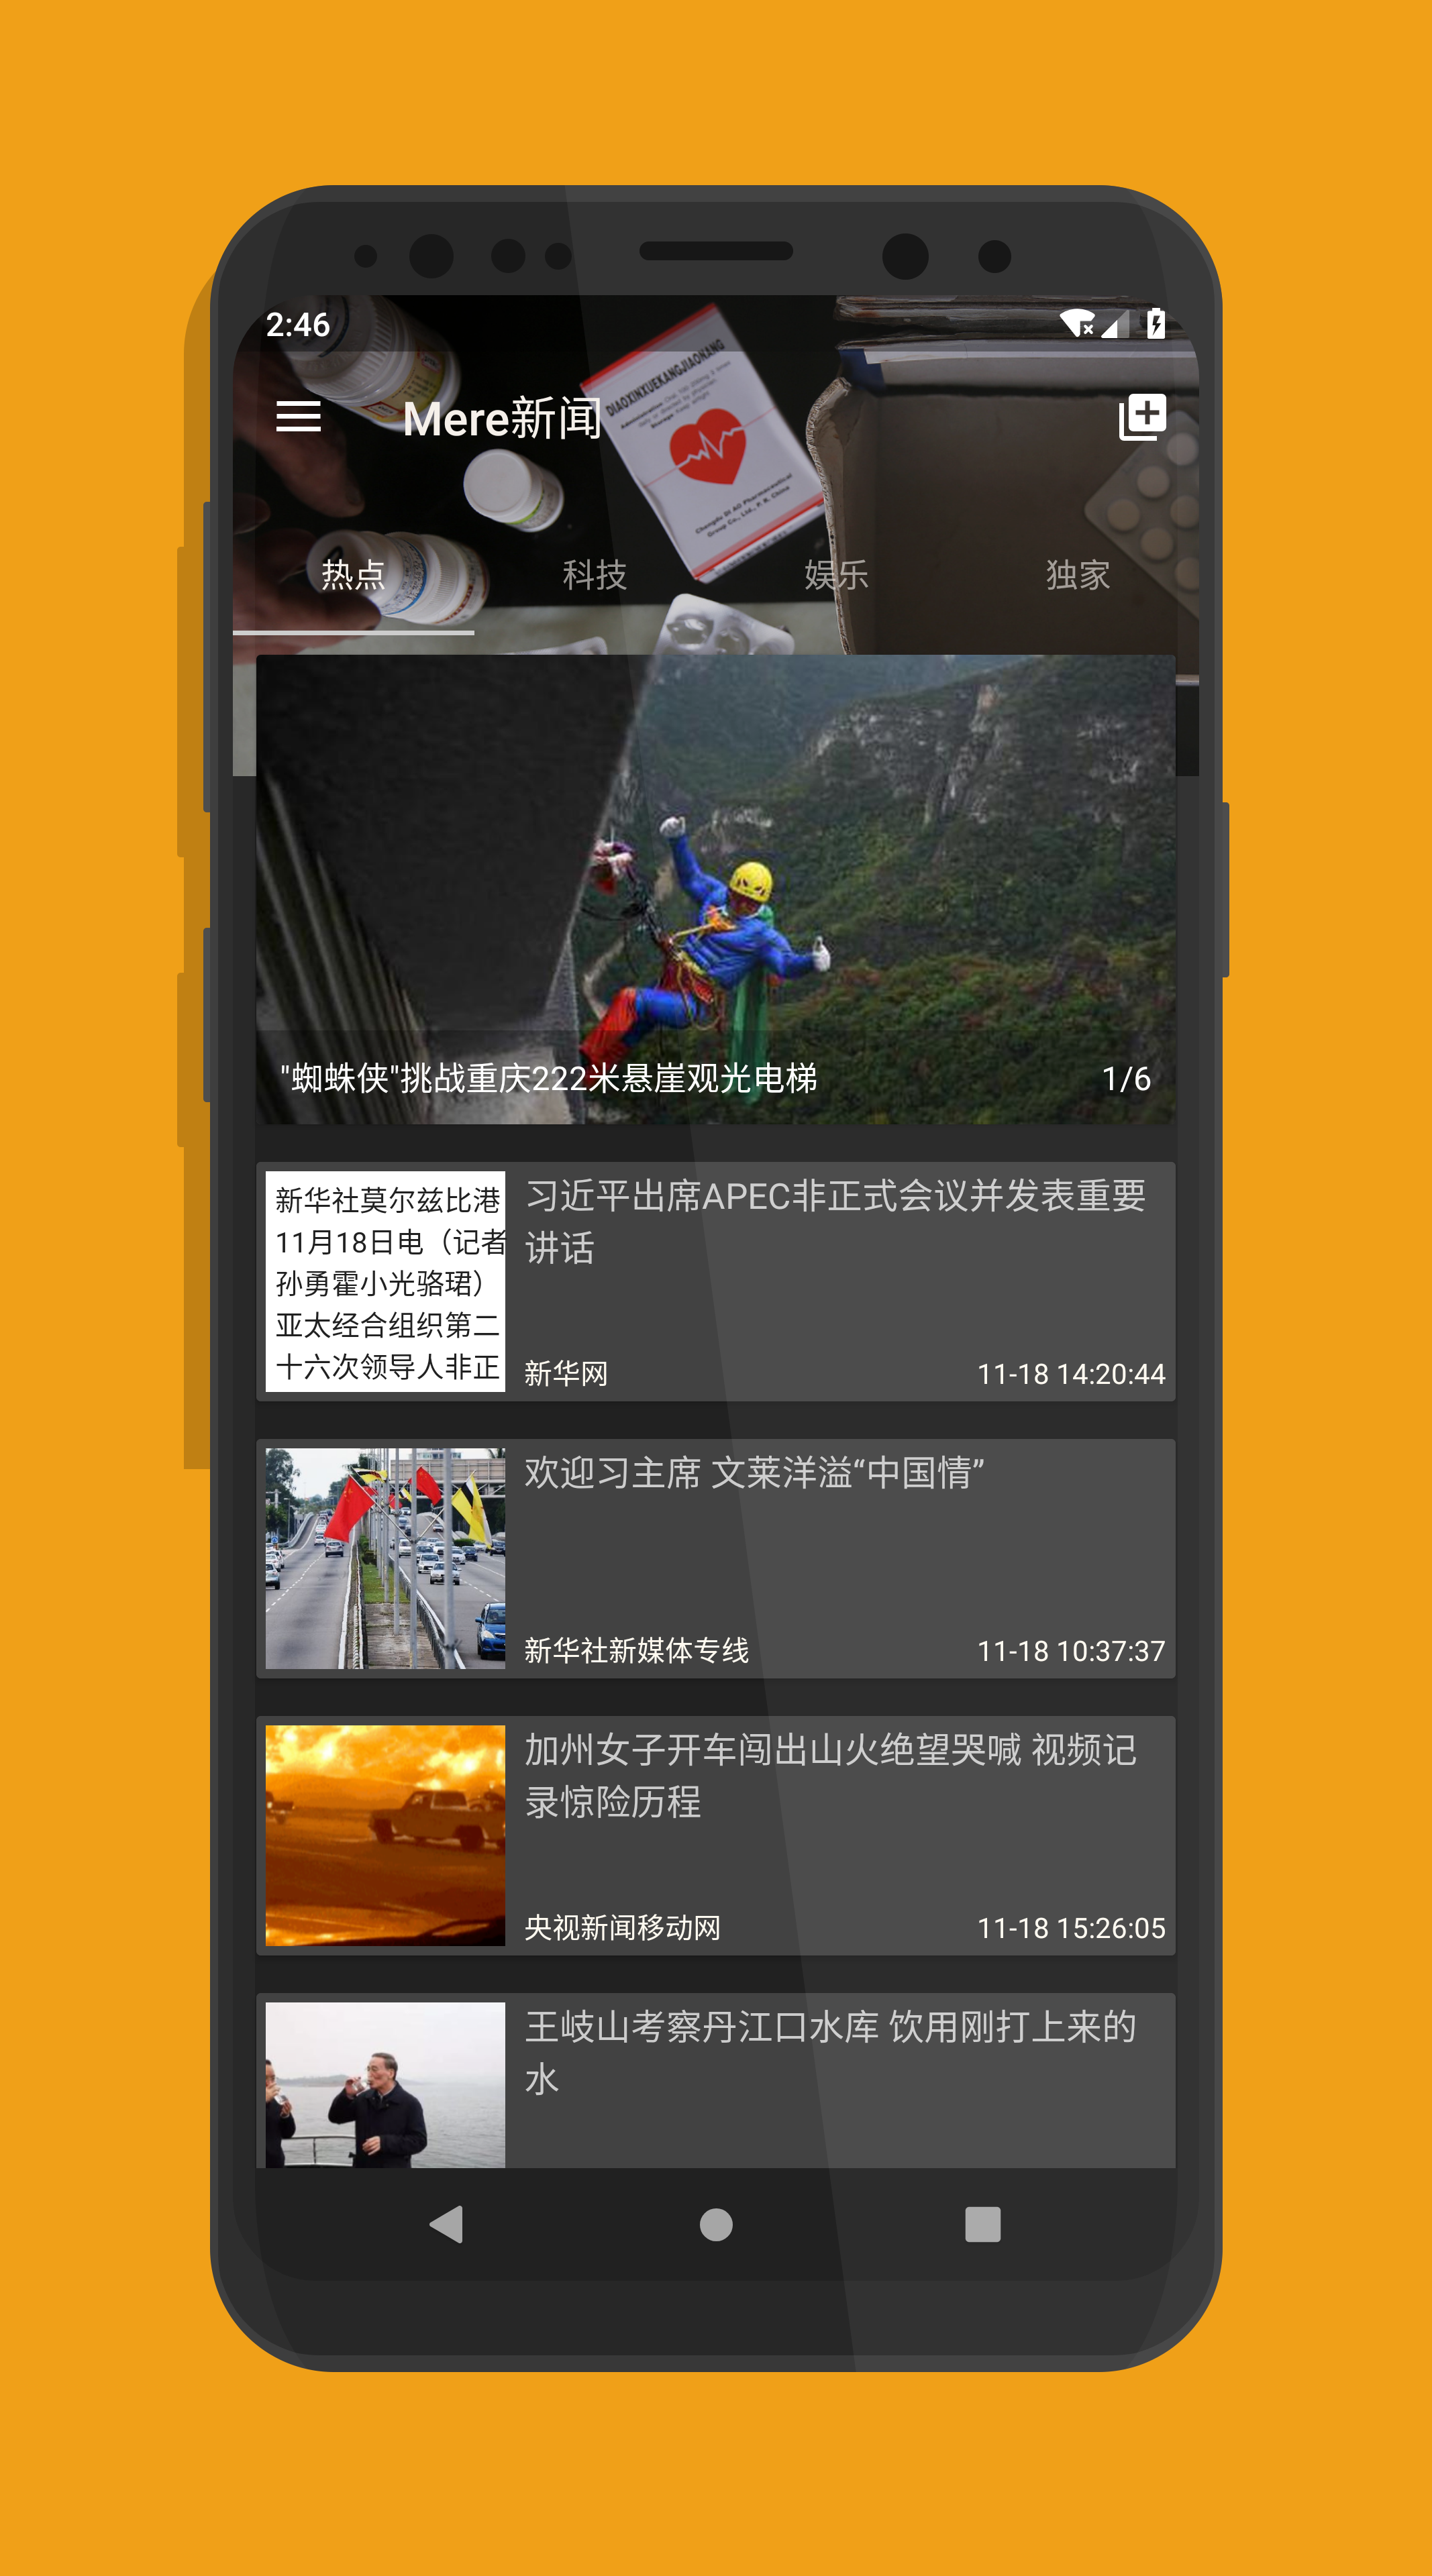 2:46
DIAOXINXUEKANGJIAONANG
Chengdu DI AO Pharmaceutical
Group Co., Ltd., P. R. China
Mere新闻
热点
科技
娱乐
独家
"蜘蛛侠"挑战重庆222米悬崖观光电梯
1/6
新华社莫尔兹比港
11月18日电（记者
孙勇霍小光骆珺）
亚太经合组织第二
十六次领导人非正
习近平出席APEC非正式会议并发表重要
讲话
新华网
11-18 14:20:44
欢迎习主席 文莱洋溢“中国情”
新华社新媒体专线
11-18 10:37:37
加州女子开车闯出山火绝望哭喊 视频记
录惊险历程
央视新闻移动网
11-18 15:26:05
王岐山考察丹江口水库 饮用刚打上来的
水